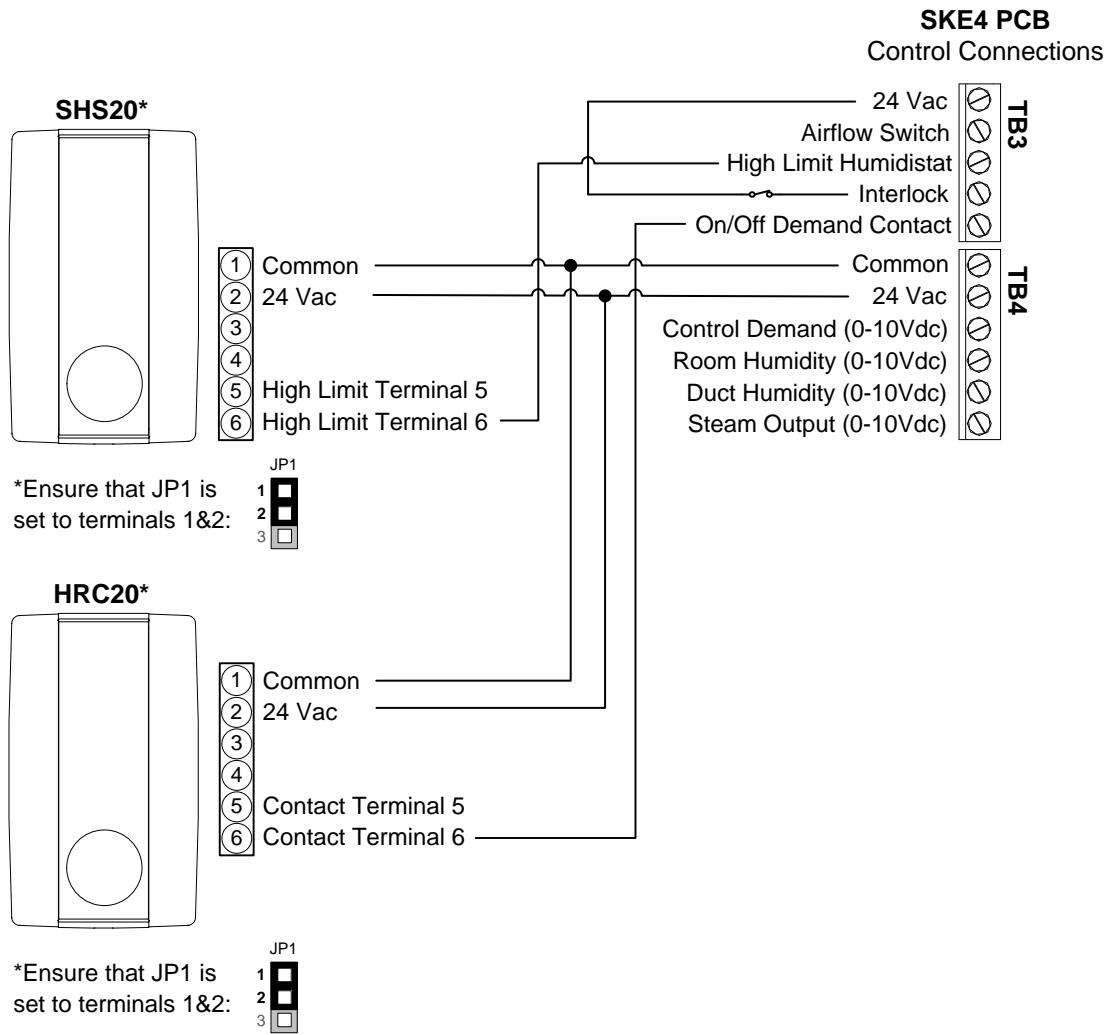 SKE4 PCB
Control Connections
24 Vac
Airflow Switch
High Limit Humidistat
Interlock
On/Off Demand Contact
TB3
Common
24 Vac
Control Demand (0-10Vdc)
Room Humidity (0-10Vdc)
Duct Humidity (0-10Vdc)
Steam Output (0-10Vdc)
TB4
SHS20*
1 Common
2 24 Vac
3
4
5 High Limit Terminal 5
6 High Limit Terminal 6
*Ensure that JP1 is
set to terminals 1&2:
JP1
1
2
3
HRC20*
1 Common
2 24 Vac
3
4
5 Contact Terminal 5
6 Contact Terminal 6
*Ensure that JP1 is
set to terminals 1&2:
JP1
1
2
3